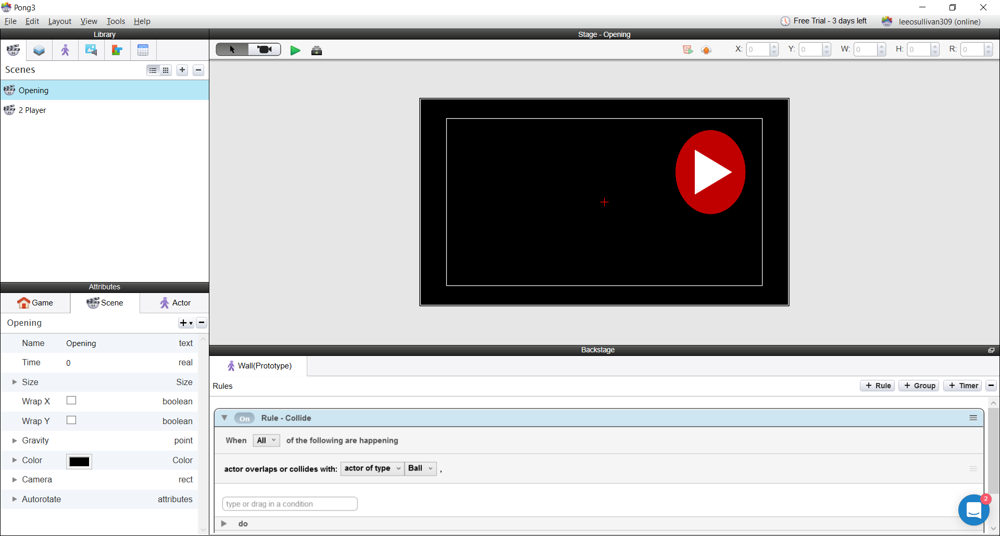 Pong3
File Edit Layout View Tools Help
Free Trial - 3 days left
leeosullivan309 (online)
Library
Stage - Opening
X: 0 Y: 0 W: 0 H: 0 R: 0
Scenes
Opening
2 Player
Attributes
Game Scene Actor
Opening
Name Opening text
Time 0 real
Size Size
Wrap X boolean
Wrap Y boolean
Gravity point
Color Color
Camera rect
Autorotate attributes
Backstage
Wall(Prototype)
Rules
+ Rule + Group + Timer
On Rule - Collide
When All of the following are happening
actor overlaps or collides with: actor of type Ball ,
type or drag in a condition
do
2